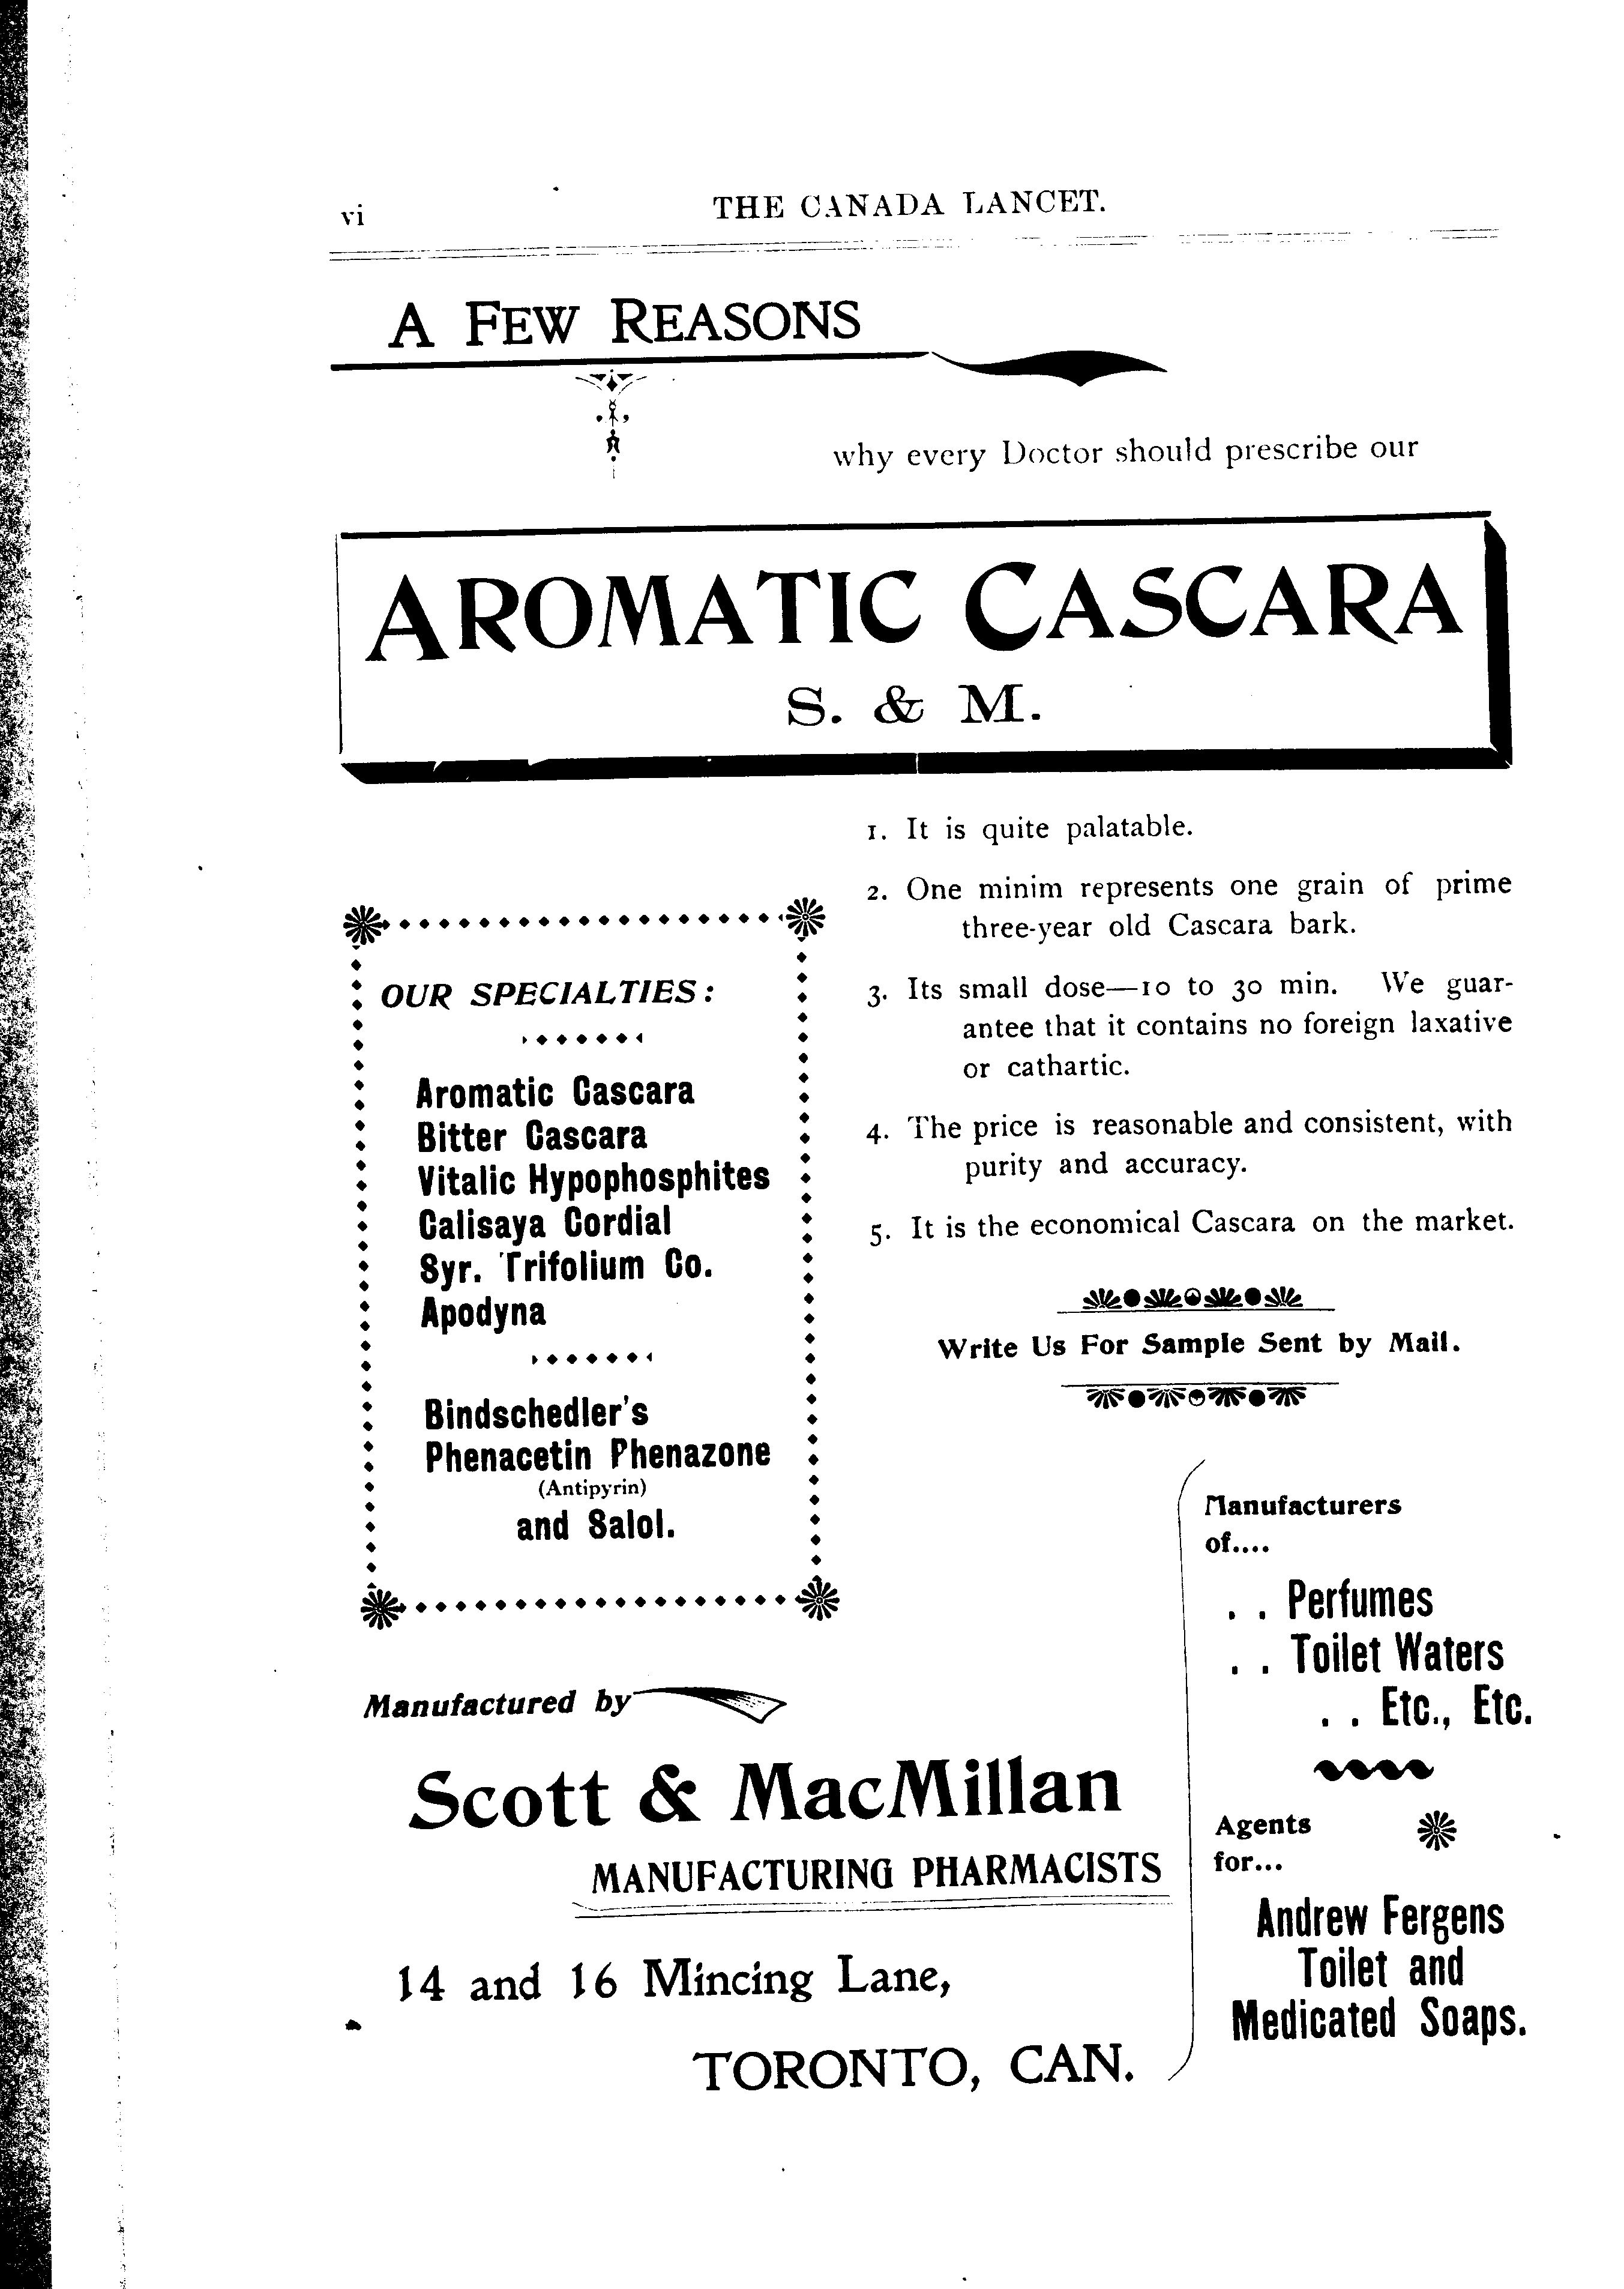 vi
THE CANADA LANCET.
A FEW REASONS
why every Doctor should prescribe our
AROMATIC CASCARA
S. & M.
1. It is quite palatable.
2. One minim represents one grain of prime
three-year old Cascara bark.
3. Its small dose—10 to 30 min. We guar-
antee that it contains no foreign laxative
or cathartic.
4. The price is reasonable and consistent, with
purity and accuracy.
5. It is the economical Cascara on the market.
Write Us For Sample Sent by Mail.
OUR SPECIALTIES:
Aromatic Cascara
Bitter Cascara
Vitalic Hypophosphites
Calisaya Cordial
Syr. Trifolium Co.
Apodyna
Bindschedler's
Phenacetin Phenazone
(Antipyrin)
and Salol.
Manufactured by
Scott & MacMillan
MANUFACTURING PHARMACISTS
14 and 16 Mincing Lane,
TORONTO, CAN.
Manufacturers
of....
. . Perfumes
. . Toilet Waters
. . Etc., Etc.
Agents
for...
Andrew Fergens
Toilet and
Medicated Soaps.